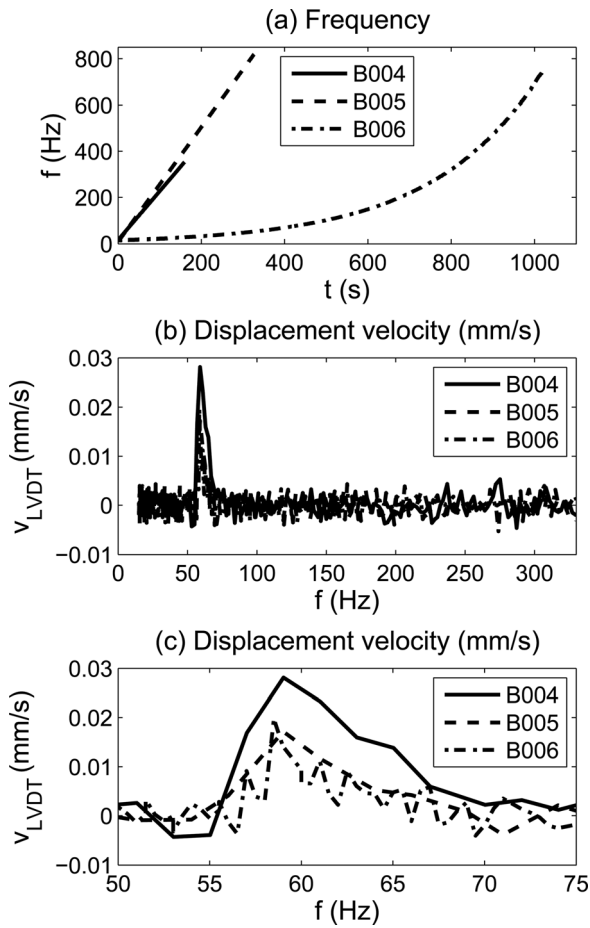 (a) Frequency
f (Hz)
800
600
400
200
0
B004
B005
B006
0 200 400 600 800 1000
t (s)
(b) Displacement velocity (mm/s)
v_LVDT (mm/s)
0.03
0.02
0.01
0
−0.01
B004
B005
B006
0 50 100 150 200 250 300
f (Hz)
(c) Displacement velocity (mm/s)
v_LVDT (mm/s)
0.03
0.02
0.01
0
−0.01
B004
B005
B006
50 55 60 65 70 75
f (Hz)